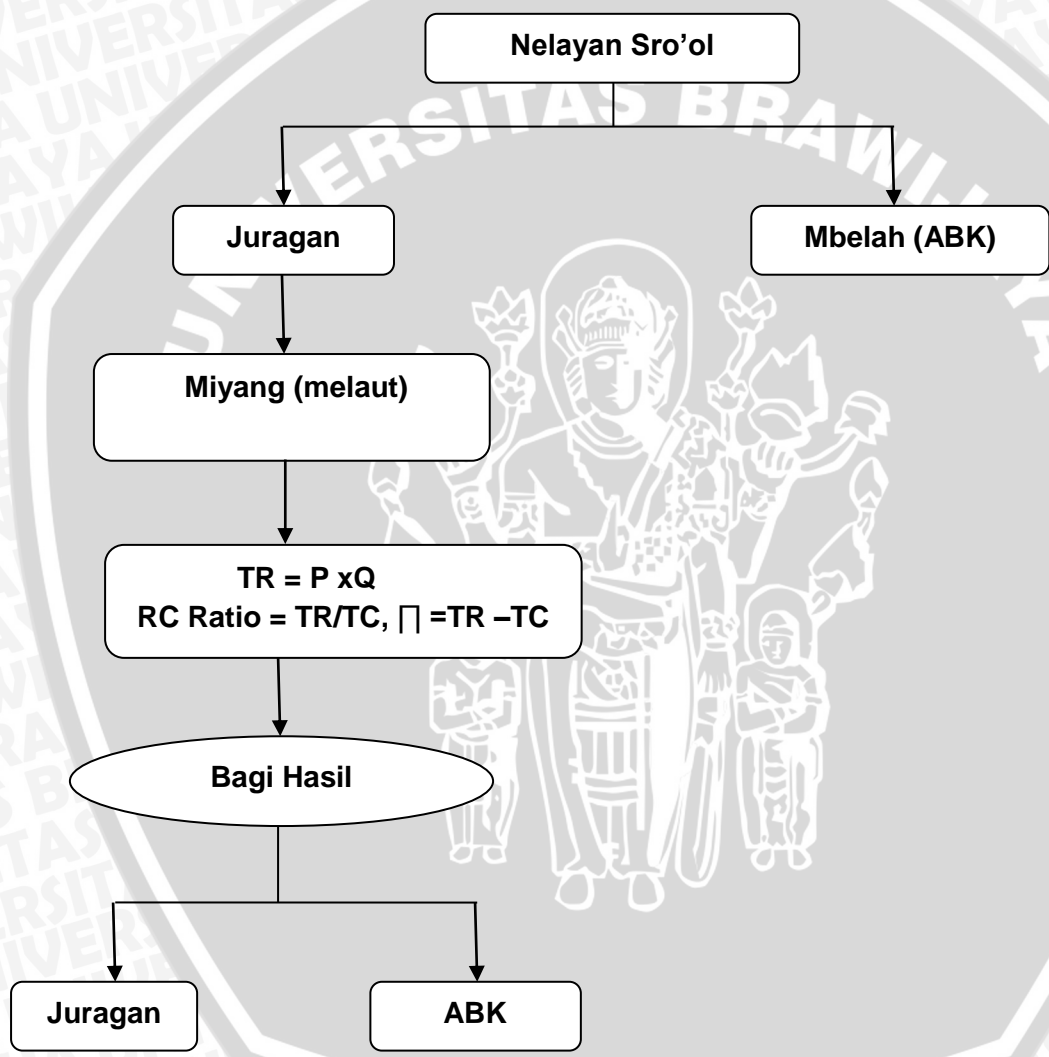 Nelayan Sro’ol
UNIVERSITAS BRAWIJAYA
Juragan
Mbelah (ABK)
Miyang (melaut)
TR = P xQ
RC Ratio = TR/TC, ∏ =TR –TC
Bagi Hasil
Juragan
ABK